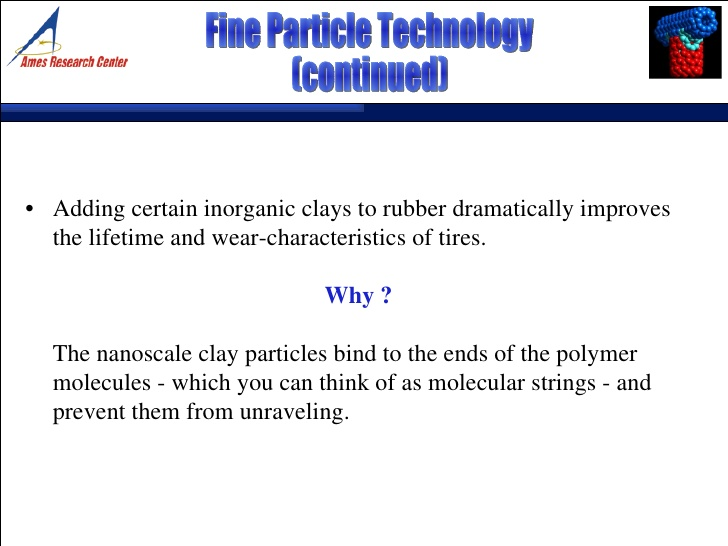 Fine Particle Technology
(continued)
Ames Research Center
• Adding certain inorganic clays to rubber dramatically improves
the lifetime and wear-characteristics of tires.
Why ?
The nanoscale clay particles bind to the ends of the polymer
molecules - which you can think of as molecular strings - and
prevent them from unraveling.